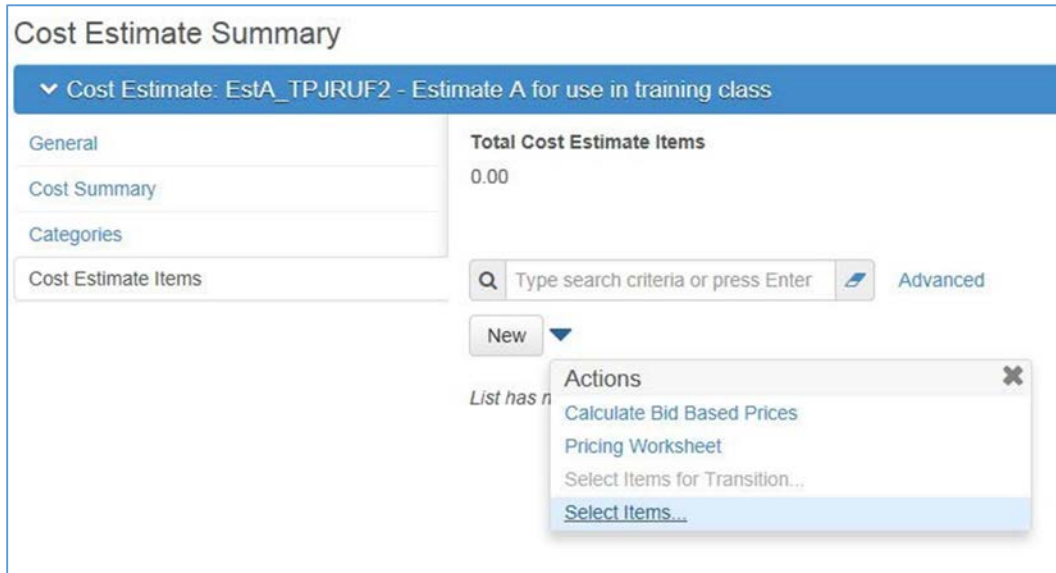 Cost Estimate Summary
Cost Estimate: EstA_TPJRUF2 - Estimate A for use in training class
General
Cost Summary
Categories
Cost Estimate Items
Total Cost Estimate Items
0.00
Type search criteria or press Enter
Advanced
New
Actions
List has
Calculate Bid Based Prices
Pricing Worksheet
Select Items for Transition...
Select Items...